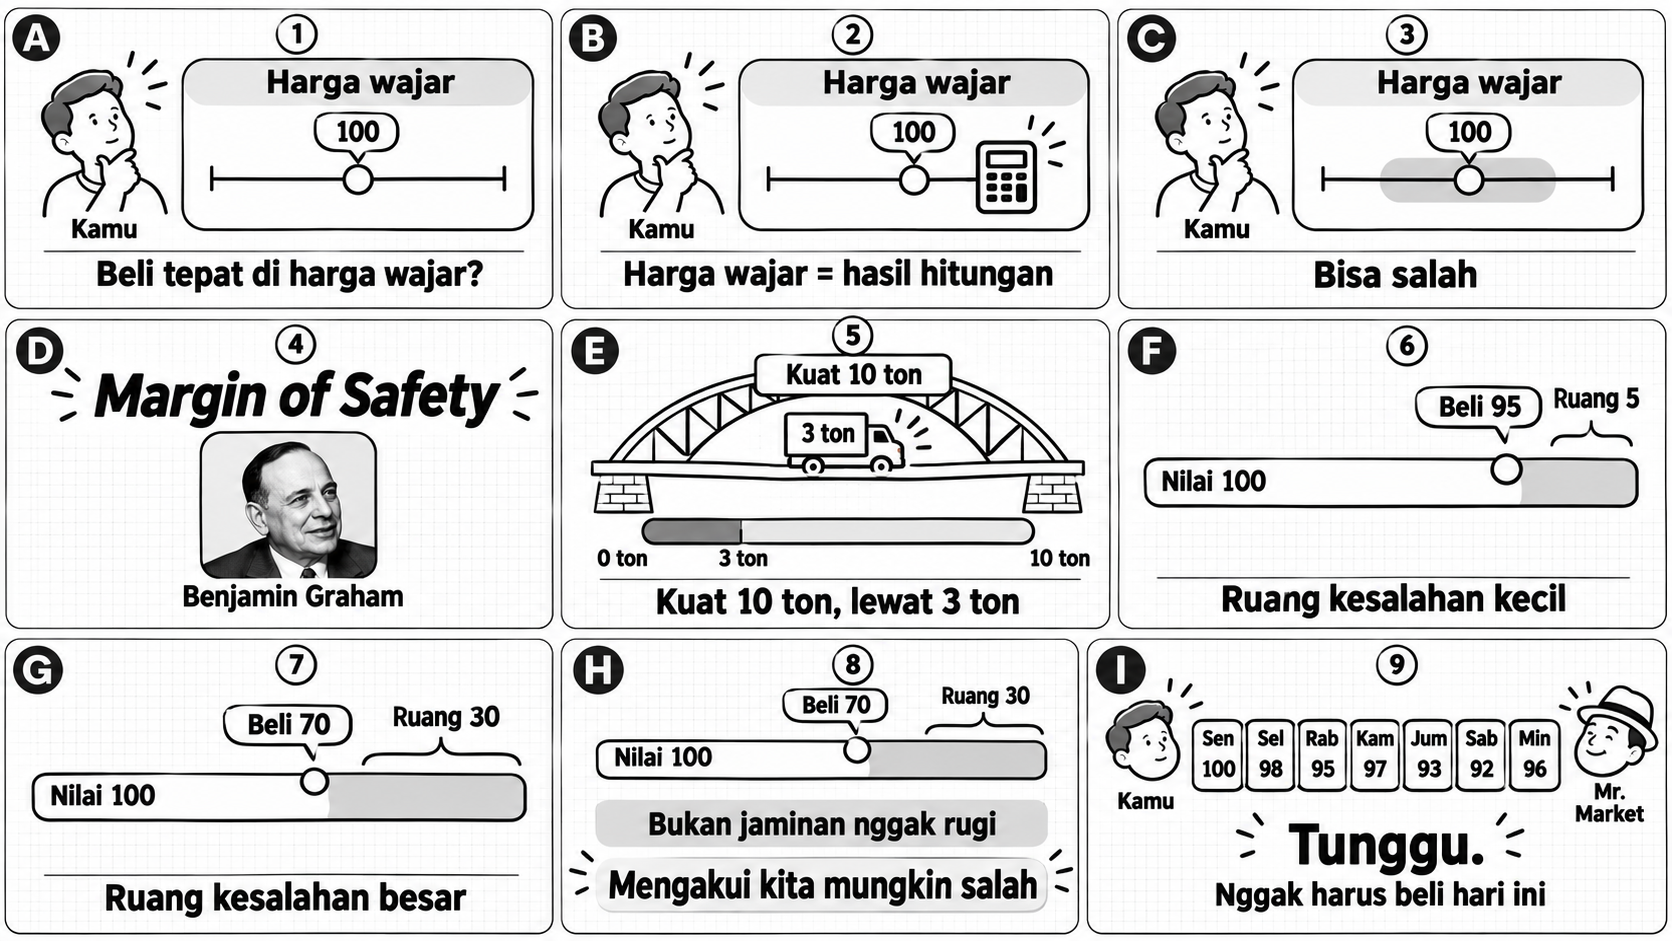 A
1
Harga wajar
100
Kamu
Beli tepat di harga wajar?
B
2
Harga wajar
100
Kamu
Harga wajar = hasil hitungan
C
3
Harga wajar
100
Kamu
Bisa salah
D
4
Margin of Safety
Benjamin Graham
E
5
Kuat 10 ton
3 ton
0 ton 3 ton 10 ton
Kuat 10 ton, lewat 3 ton
F
6
Beli 95
Ruang 5
Nilai 100
Ruang kesalahan kecil
G
7
Beli 70
Ruang 30
Nilai 100
Ruang kesalahan besar
H
8
Beli 70
Ruang 30
Nilai 100
Bukan jaminan nggak rugi
Mengakui kita mungkin salah
I
9
Sen Sel Rab Kam Jum Sab Min
100 98 95 97 93 92 96
Kamu
Mr.
Market
Tunggu.
Nggak harus beli hari ini